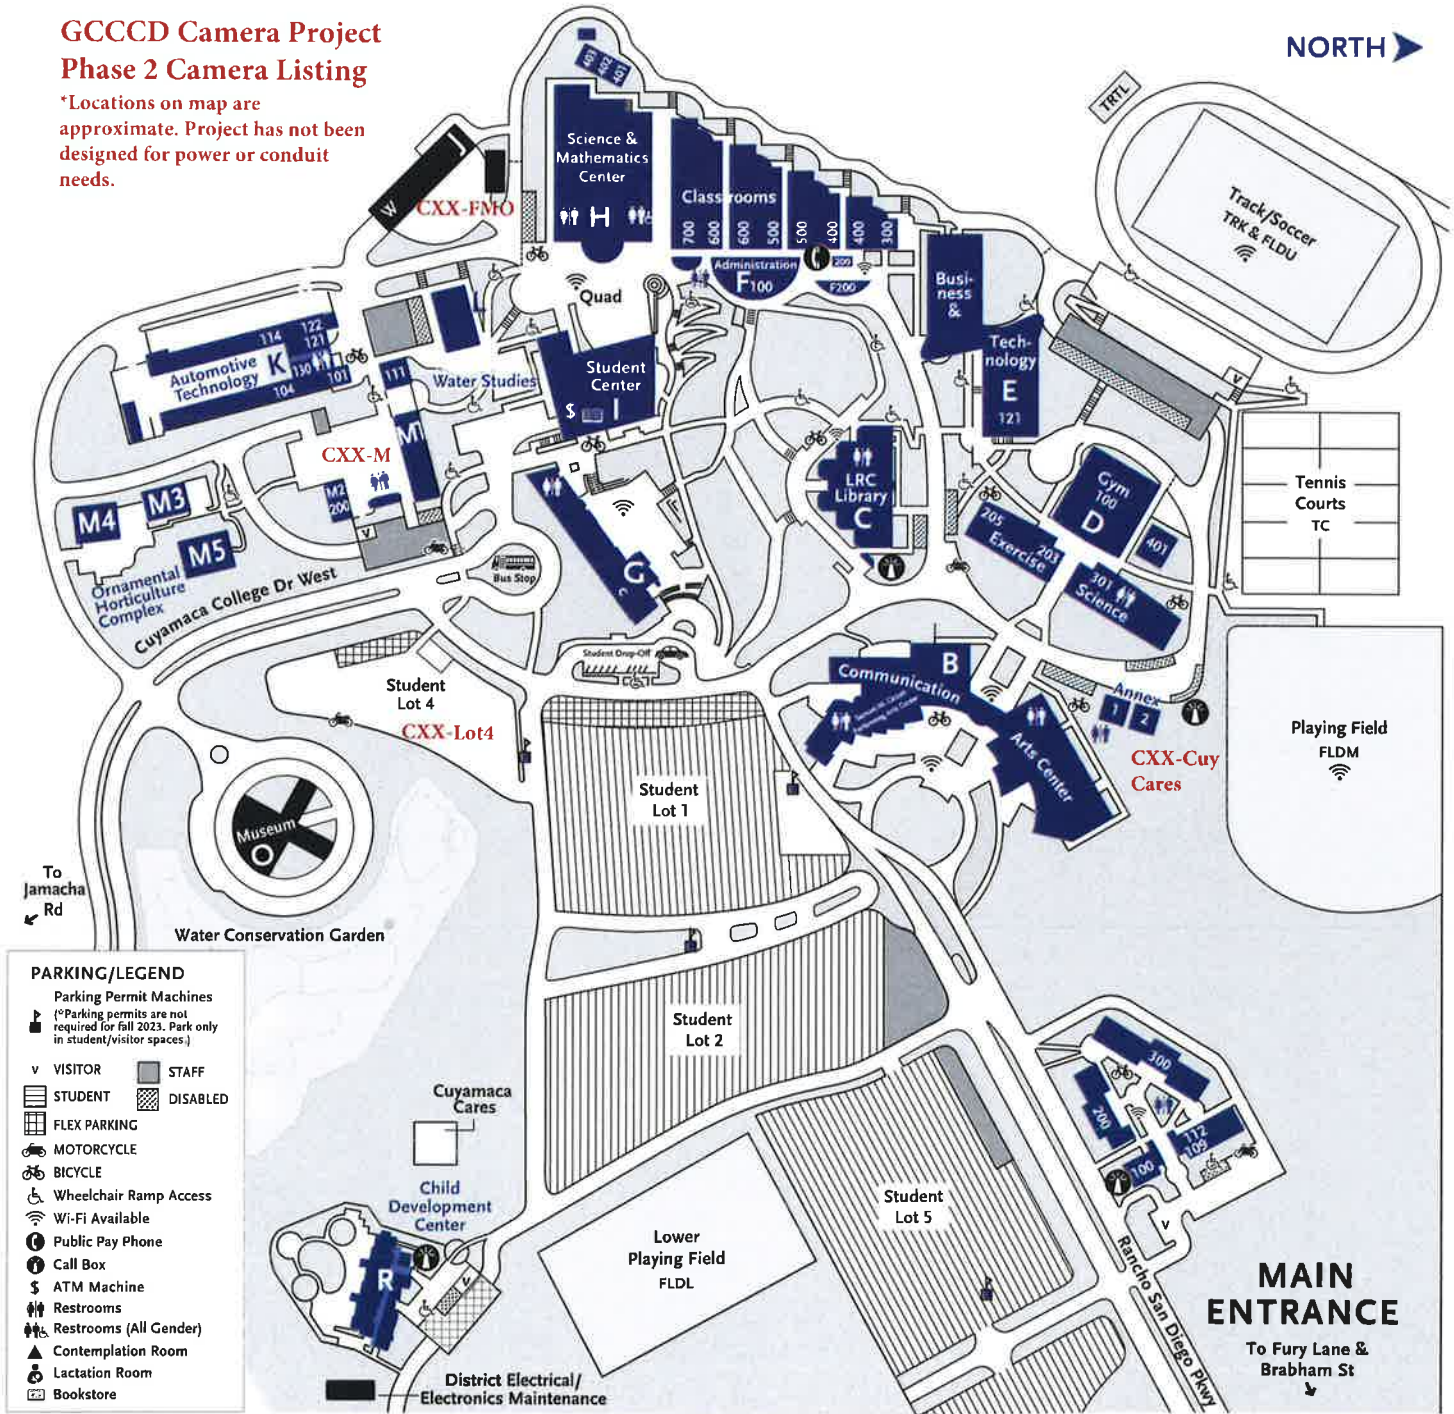 GCCCD Camera Project
Phase 2 Camera Listing
*Locations on map are
approximate. Project has not been
designed for power or conduit
needs.
NORTH
403
402
401
TRTL
Science &
Mathematics
Center
H
J
W
CXX-FMO
Classrooms
700
600
600
500
500
400
400
300
Track/Soccer
TRK & FLDU
Administration
F100
200
F200
Quad
Busi-
ness
&
Tech-
nology
E
121
L
114
122
121
Automotive
Technology
K
130
101
104
111
Water Studies
Student
Center
$
I
V
M1
CXX-M
M2
200
V
M4
M3
M5
Ornamental
Horticulture
Complex
Cuyamaca College Dr West
Bus Stop
G
LRC
Library
C
Gym
100
D
205
203
Exercise
401
301
Science
Tennis
Courts
TC
Student Drop-Off
Student
Lot 4
CXX-Lot4
B
Communication
Arts Center
Annex
1
2
CXX-Cuy
Cares
Playing Field
FLDM
Student
Lot 1
Museum
O
To
Jamacha
Rd
Water Conservation Garden
Student
Lot 2
PARKING/LEGEND
Parking Permit Machines
(*Parking permits are not
required for fall 2023. Park only
in student/visitor spaces.)
V VISITOR
STAFF
STUDENT
DISABLED
FLEX PARKING
MOTORCYCLE
BICYCLE
Wheelchair Ramp Access
Wi-Fi Available
Public Pay Phone
Call Box
$ ATM Machine
Restrooms
Restrooms (All Gender)
Contemplation Room
Lactation Room
Bookstore
Cuyamaca
Cares
Child
Development
Center
R
V
Lower
Playing Field
FLDL
Student
Lot 5
300
200
112
109
100
V
Rancho San Diego Pkwy
MAIN
ENTRANCE
To Fury Lane &
Brabham St
District Electrical/
Electronics Maintenance